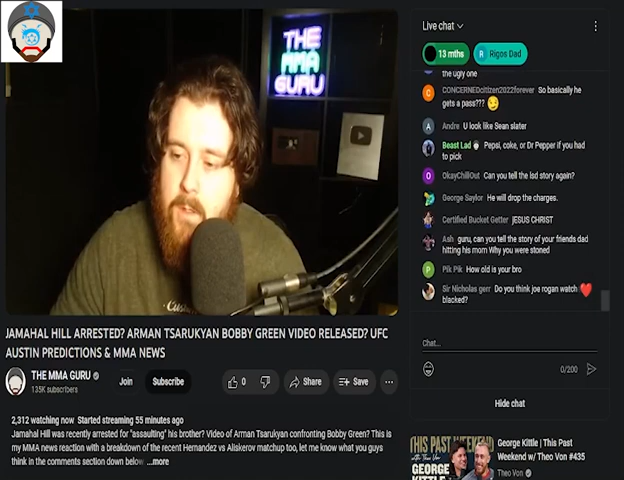 Live chat
13 mths
R Rigos Dad
THE
MMA
GURU
the ugly one
CONCERNEDcitizen2022forever So basically he
gets a pass???
A Andre U look like Sean slater
Beast Lad Pepsi, coke, or Dr Pepper if you had
to pick
O OkayChillOut Can you tell the lsd story again?
George Saylor He will drop the charges.
Certified Bucket Getter JESUS CHRIST
Ash guru, can you tell the story of your friends dad
hitting his mom Why you were stoned
P Pik Pik How old is your bro
Sir Nicholas gerr Do you think joe rogan watch
blacked?
JAMAHAL HILL ARRESTED? ARMAN TSARUKYAN BOBBY GREEN VIDEO RELEASED? UFC
AUSTIN PREDICTIONS & MMA NEWS
Chat...
0/200
THE MMA GURU
135K subscribers
Join
Subscribe
0
Share
Save
Hide chat
2,312 watching now Started streaming 55 minutes ago
Jamahal Hill was recently arrested for "assaulting" his brother? Video of Arman Tsarukyan confronting Bobby Green? This is
my MMA news reaction with a breakdown of the recent Hernandez vs Aliskerov matchup too, let me know what you guys
think in the comments section down below ...more
THIS PAST WEEKEND
GEORGE
KITTLE
George Kittle | This Past
Weekend w/ Theo Von #435
Theo Von